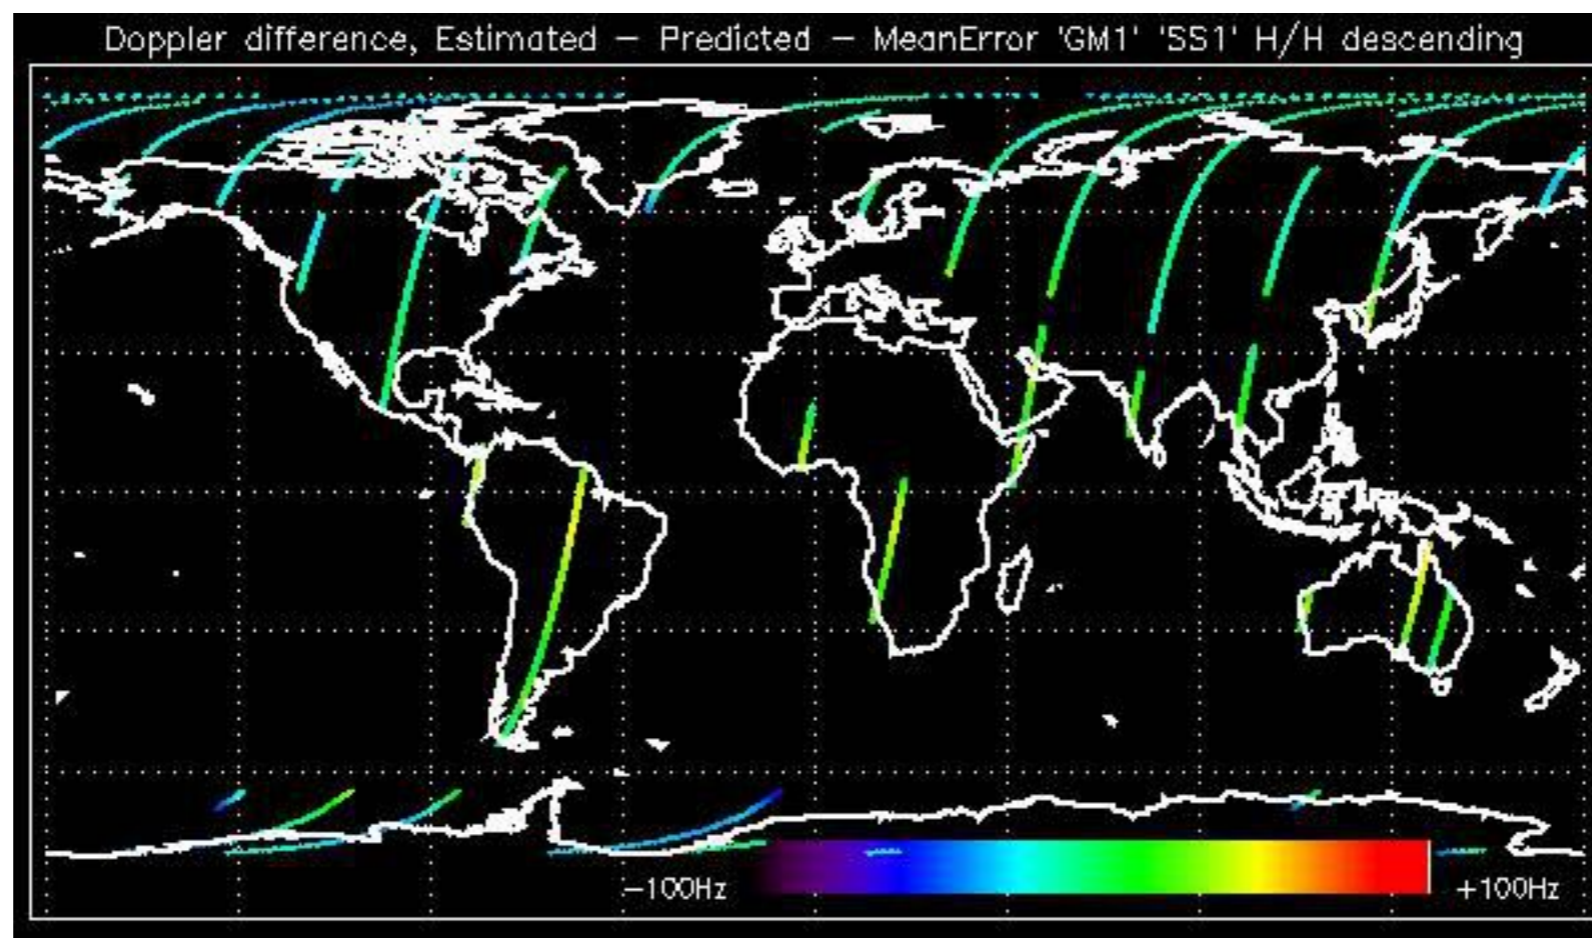 Doppler difference, Estimated – Predicted – MeanError 'GM1' 'SS1' H/H descending
-100Hz +100Hz